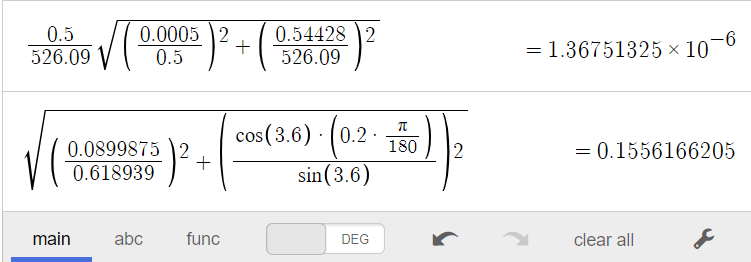 0.5/526.09 √((0.0005/0.5)² + (0.54428/526.09)²) = 1.36751325 × 10⁻⁶
√((0.0899875/0.618939)² + (cos(3.6) · (0.2 · π/180)/sin(3.6))²) = 0.1556166205
main abc func DEG clear all